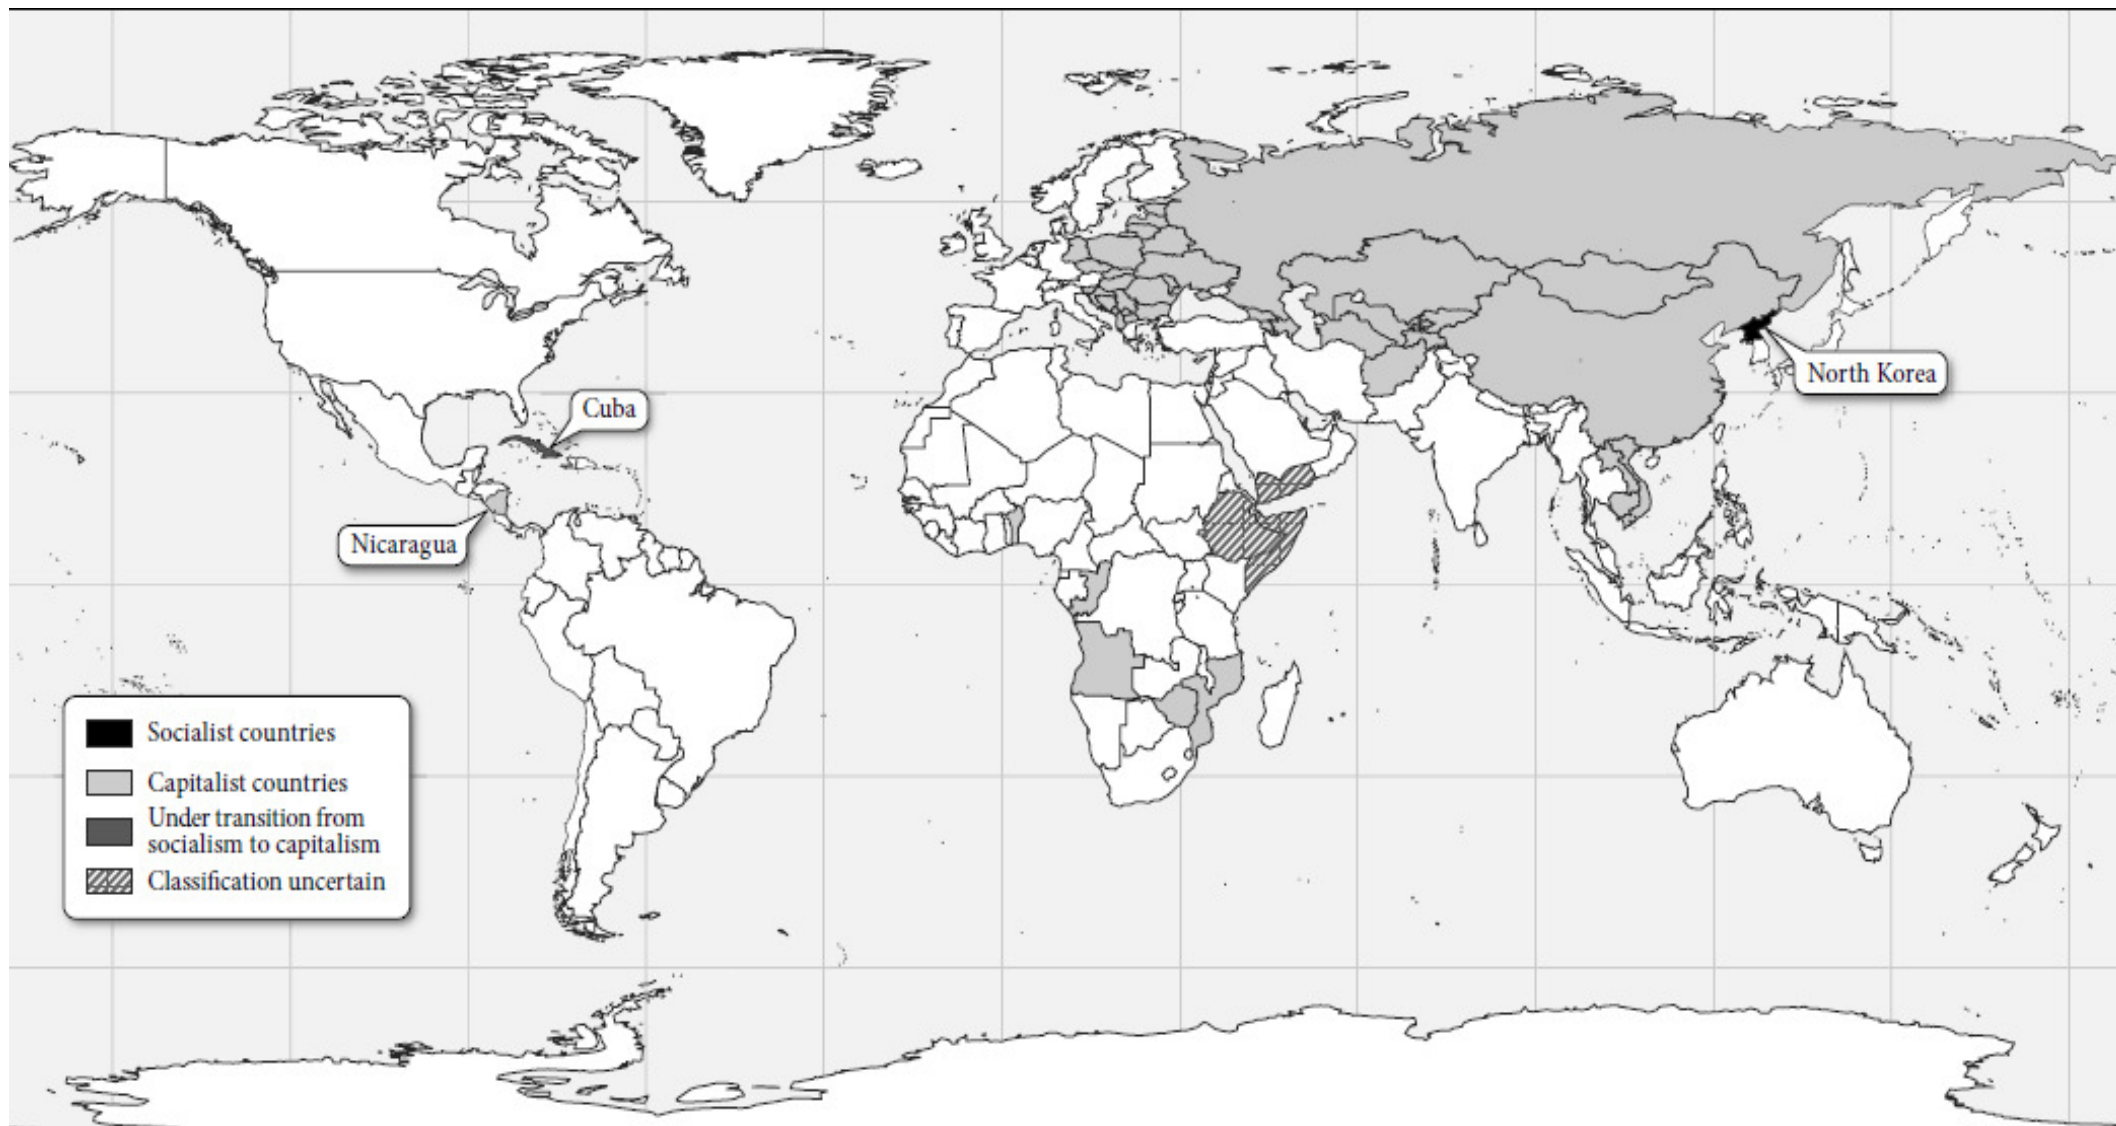 North Korea
Cuba
Nicaragua
Socialist countries
Capitalist countries
Under transition from
socialism to capitalism
Classification uncertain